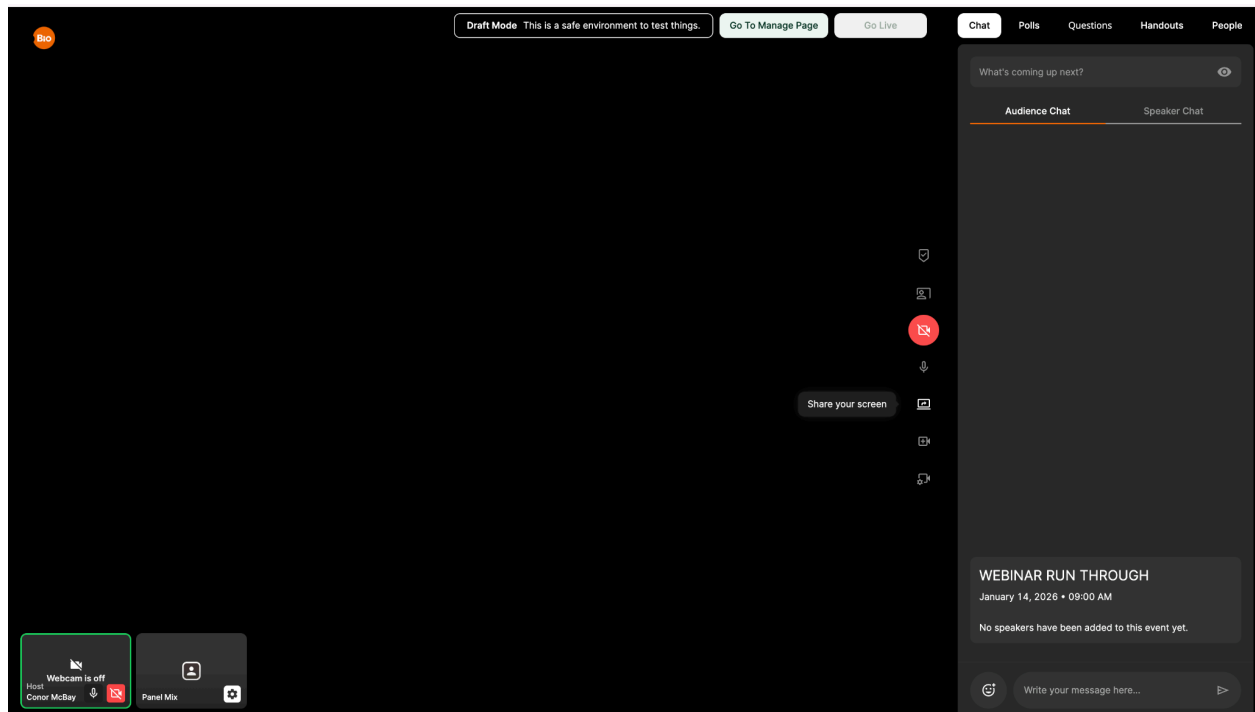 BIO
Draft Mode This is a safe environment to test things.
Go To Manage Page
Go Live
Chat
Polls
Questions
Handouts
People
What's coming up next?
Audience Chat
Speaker Chat
Share your screen
WEBINAR RUN THROUGH
January 14, 2026 • 09:00 AM
No speakers have been added to this event yet.
Webcam is off
Host
Conor McBay
Panel Mix
Write your message here...